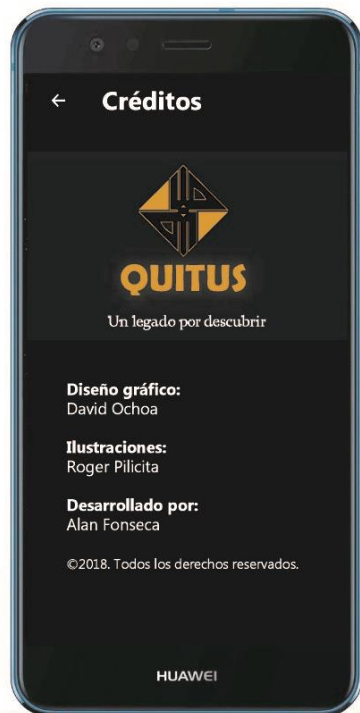 ← Créditos
QUITUS
Un legado por descubrir
Diseño gráfico:
David Ochoa
Ilustraciones:
Roger Pilicita
Desarrollado por:
Alan Fonseca
©2018. Todos los derechos reservados.
HUAWEI